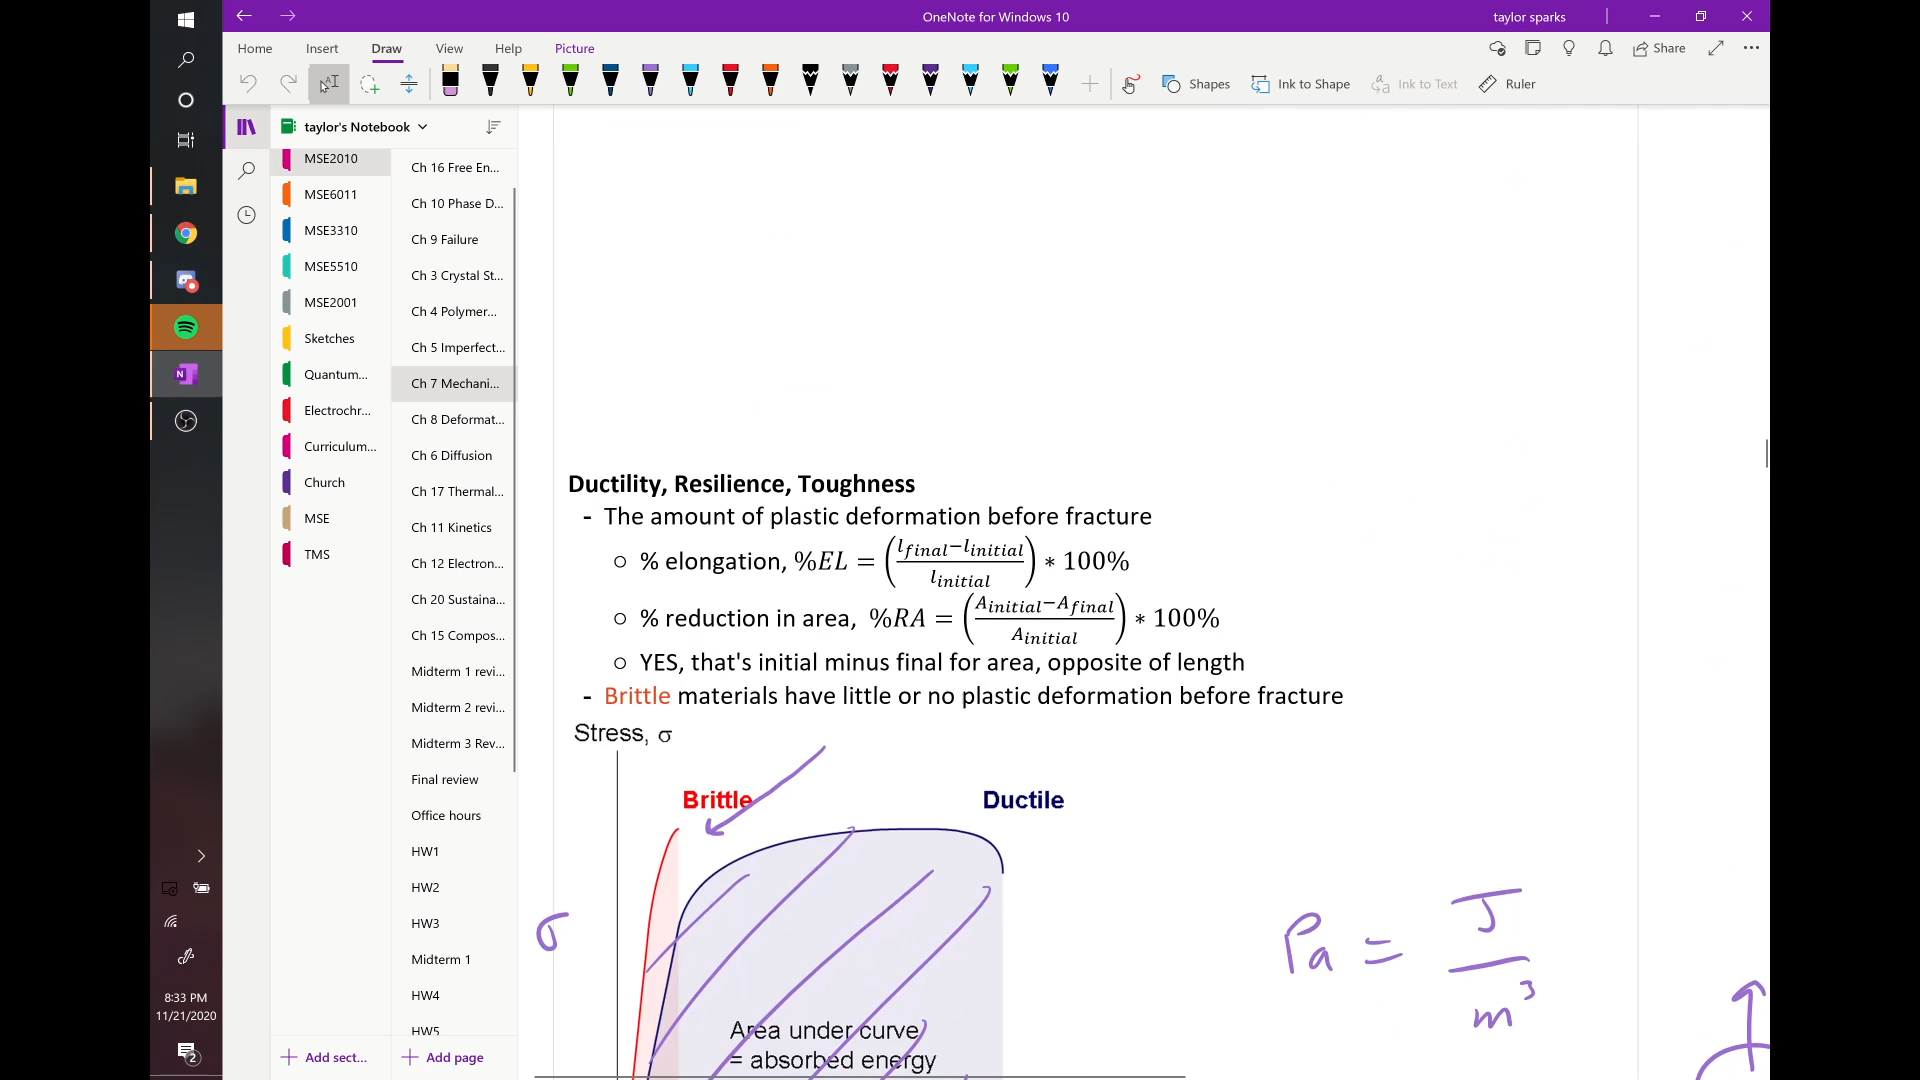 OneNote for Windows 10
taylor sparks
Home Insert Draw View Help Picture
Share
Shapes Ink to Shape Ink to Text Ruler
taylor's Notebook
MSE2010
MSE6011
MSE3310
MSE5510
MSE2001
Sketches
Quantum...
Electrochr...
Curriculum...
Church
MSE
TMS
Add sect...
Ch 16 Free En...
Ch 10 Phase D...
Ch 9 Failure
Ch 3 Crystal St...
Ch 4 Polymer...
Ch 5 Imperfect...
Ch 7 Mechani...
Ch 8 Deformat...
Ch 6 Diffusion
Ch 17 Thermal...
Ch 11 Kinetics
Ch 12 Electron...
Ch 20 Sustaina...
Ch 15 Compos...
Midterm 1 revi...
Midterm 2 revi...
Midterm 3 Rev...
Final review
Office hours
HW1
HW2
HW3
Midterm 1
HW4
HW5
Add page
Ductility, Resilience, Toughness
- The amount of plastic deformation before fracture
○ % elongation, %EL = (l_final−l_initial / l_initial) * 100%
○ % reduction in area, %RA = (A_initial−A_final / A_initial) * 100%
○ YES, that's initial minus final for area, opposite of length
- Brittle materials have little or no plastic deformation before fracture
Stress, σ
Brittle
Ductile
σ
Pa = J / m³
Area under curve
= absorbed energy
8:33 PM
11/21/2020
2